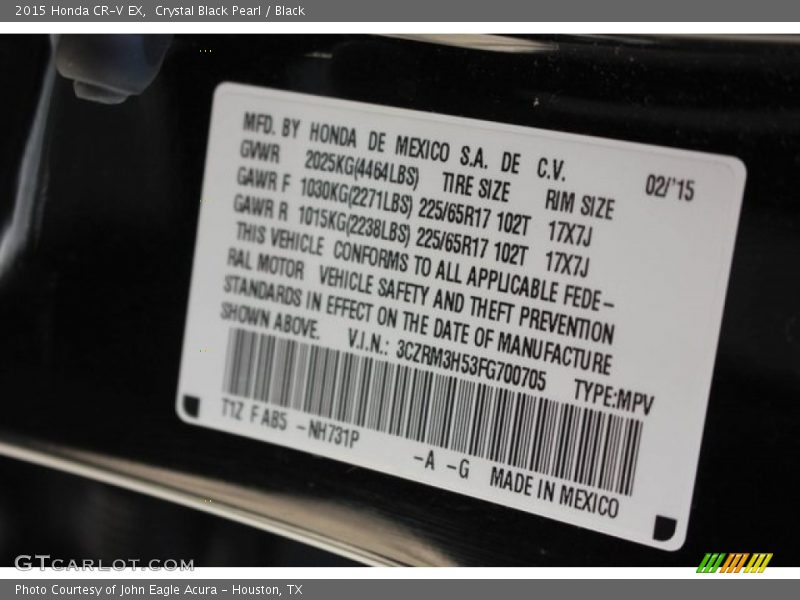 2015 Honda CR-V EX,  Crystal Black Pearl / Black
MFD. BY HONDA DE MEXICO S.A. DE C.V. 02/'15
GVWR 2025KG(4464LBS) TIRE SIZE RIM SIZE
GAWR F 1030KG(2271LBS) 225/65R17 102T 17X7J
GAWR R 1015KG(2238LBS) 225/65R17 102T 17X7J
THIS VEHICLE CONFORMS TO ALL APPLICABLE FEDE-
RAL MOTOR VEHICLE SAFETY AND THEFT PREVENTION
STANDARDS IN EFFECT ON THE DATE OF MANUFACTURE
SHOWN ABOVE. V.I.N.: 3CZRM3H53FG700705 TYPE:MPV
T1Z FAB5 -NH731P -A -G MADE IN MEXICO
GTCARLOT.COM
Photo Courtesy of John Eagle Acura - Houston, TX